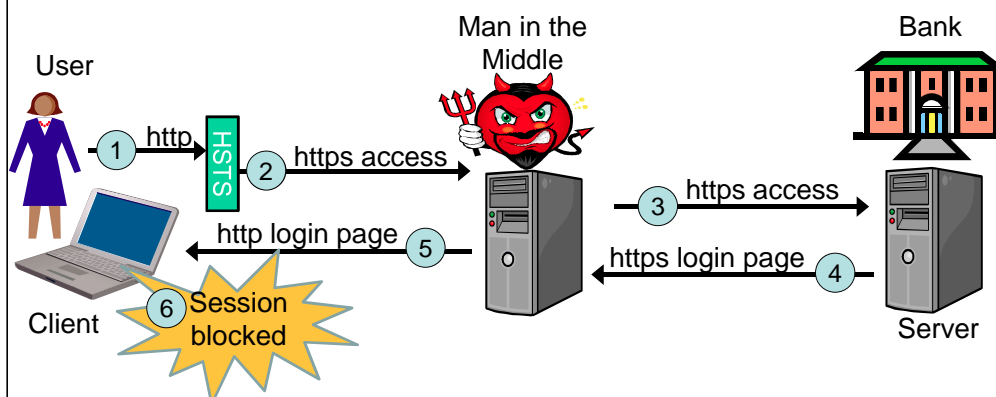 Man in the
Middle
Bank
User
1
http
HSTS
2
https access
3
https access
http login page
5
https login page
4
6
Session
blocked
Client
Server